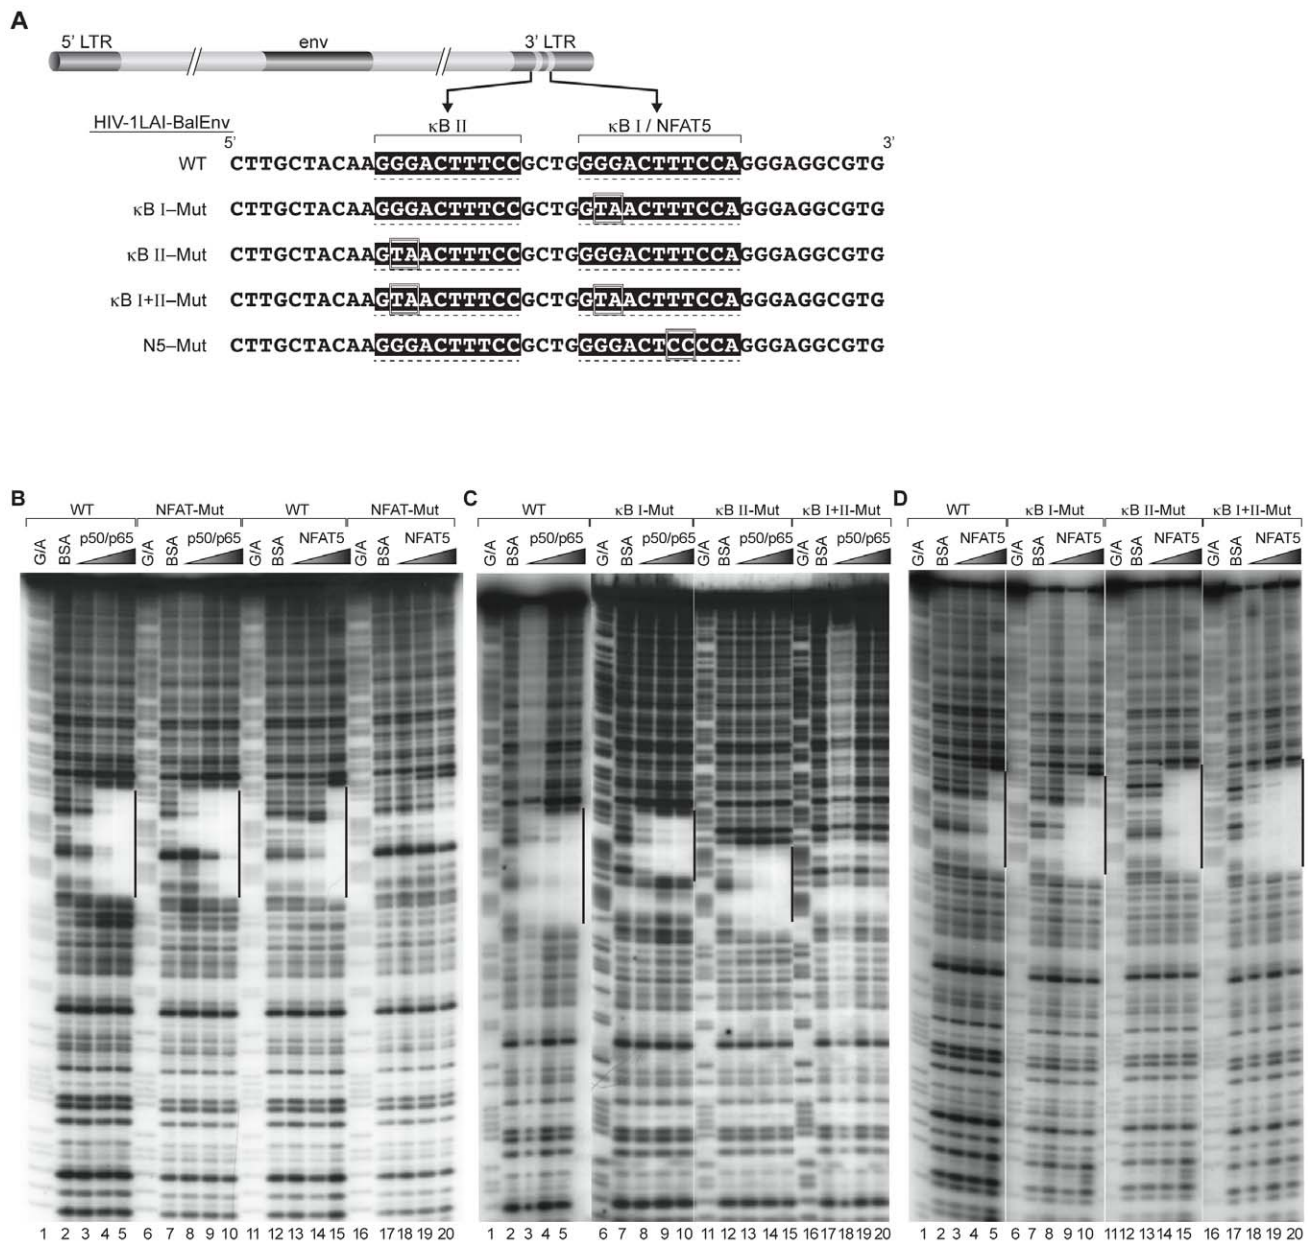 A
5' LTR env 3' LTR
HIV-1LAI-BalEnv κB II κB I / NFAT5
5' 3'
WT CTTGCTACAAGGGACTTTCCGCTGGGGACTTTCCAGGGAGGCGTG
κB I–Mut CTTGCTACAAGGGACTTTCCGCTGGTAACTTTCCAGGGAGGCGTG
κB II–Mut CTTGCTACAAGTAACTTTCCGCTGGGGACTTTCCAGGGAGGCGTG
κB I+II–Mut CTTGCTACAAGTAACTTTCCGCTGGTAACTTTCCAGGGAGGCGTG
N5–Mut CTTGCTACAAGGGACTTTCCGCTGGGGACTCCCCAGGGAGGCGTG
B
WT NFAT-Mut WT NFAT-Mut
G/A BSA p50/p65 G/A BSA p50/p65 G/A BSA NFAT5 G/A NFAT5
1 2 3 4 5 6 7 8 9 10 11 12 13 14 15 16 17 18 19 20
C
WT κB I-Mut κB II-Mut κB I+II-Mut
G/A BSA p50/p65 G/A BSA p50/p65 G/A BSA p50/p65 G/A BSA p50/p65
1 2 3 4 5 6 7 8 9 10 11 12 13 14 15 16 17 18 19 20
D
WT κB I-Mut κB II-Mut κB I+II-Mut
G/A BSA NFAT5 G/A BSA NFAT5 G/A BSA NFAT5 G/A BSA NFAT5
1 2 3 4 5 6 7 8 9 10 11 12 13 14 15 16 17 18 19 20